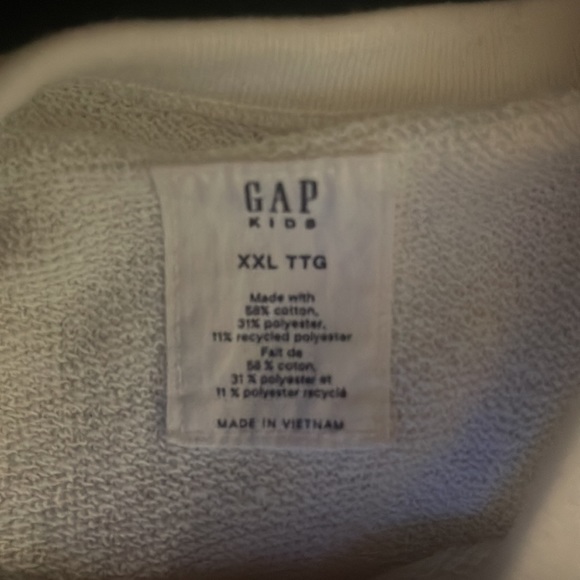 GAP
KIDS
XXL TTG
Made with
58% cotton,
31% polyester,
11% recycled polyester
Fait de
58 % coton,
31 % polyester et
11 % polyester recyclé
MADE IN VIETNAM